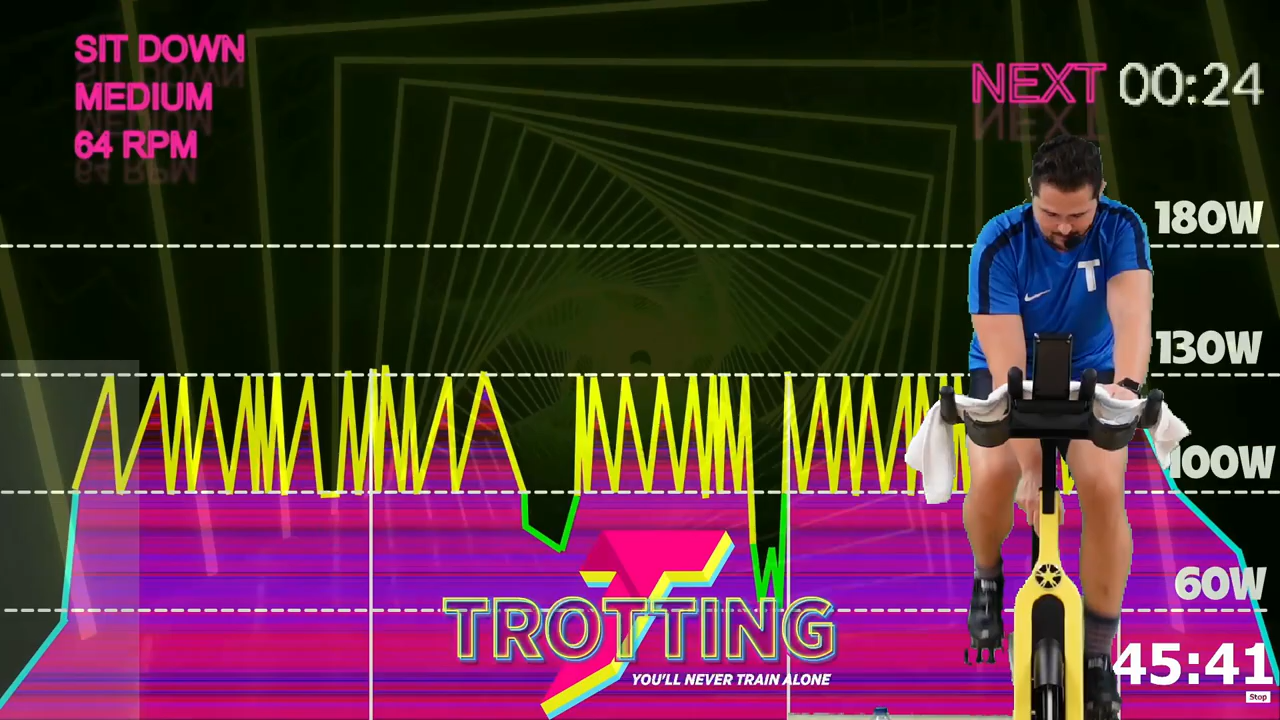 SIT DOWN
MEDIUM
64 RPM
NEXT 00:24
180W
130W
100W
60W
T
TROTTING
YOU'LL NEVER TRAIN ALONE
45:41
Stop